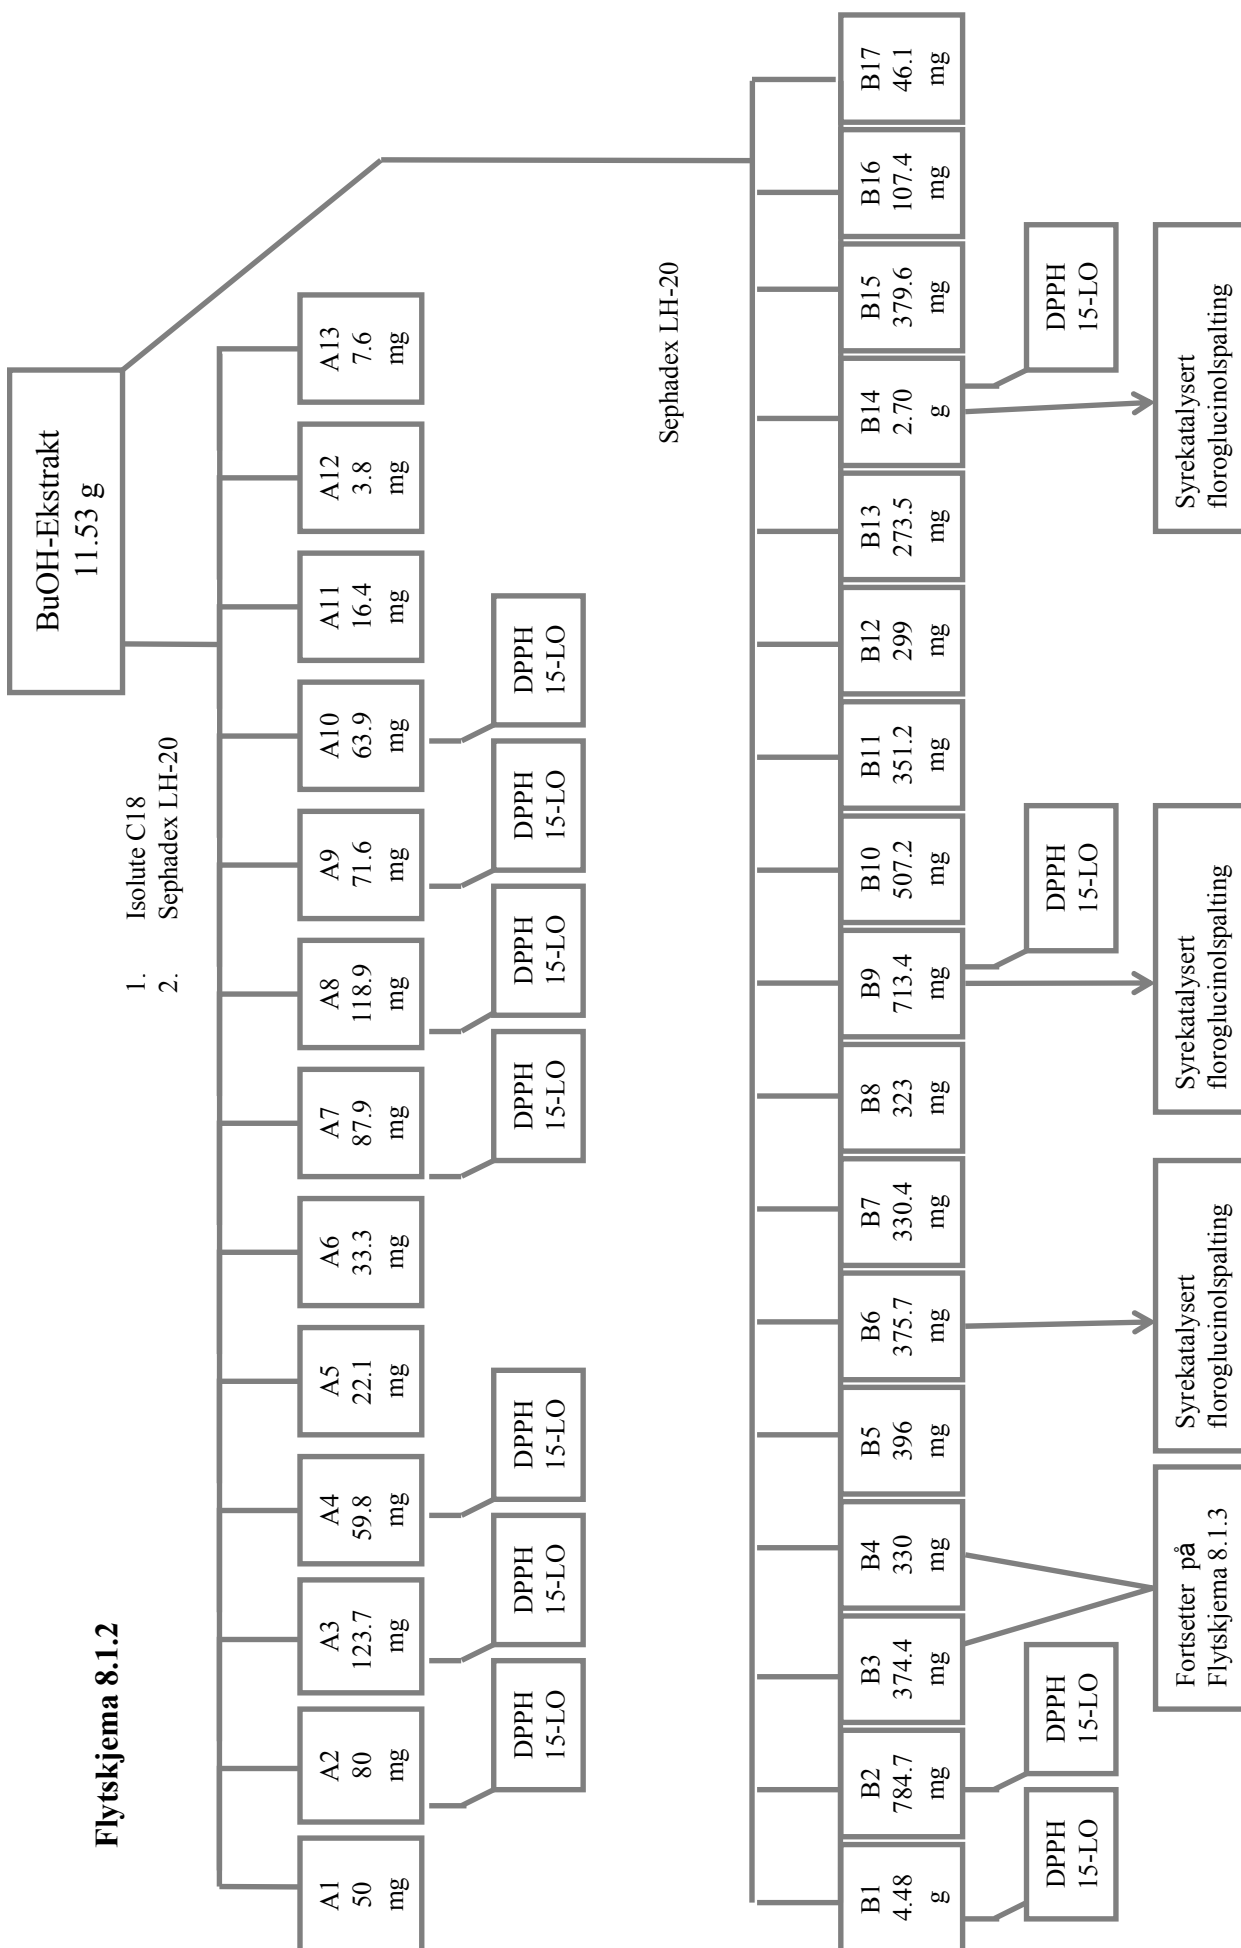 Flytskjema 8.1.2
BuOH-Ekstrakt
11.53 g
1. Isolute C18
2. Sephadex LH-20
A1
50
mg
A2
80
mg
A3
123.7
mg
A4
59.8
mg
A5
22.1
mg
A6
33.3
mg
A7
87.9
mg
A8
118.9
mg
A9
71.6
mg
A10
63.9
mg
A11
16.4
mg
A12
3.8
mg
A13
7.6
mg
DPPH
15-LO
DPPH
15-LO
DPPH
15-LO
DPPH
15-LO
DPPH
15-LO
DPPH
15-LO
DPPH
15-LO
Sephadex LH-20
B1
4.48
g
B2
784.7
mg
B3
374.4
mg
B4
330
mg
B5
396
mg
B6
375.7
mg
B7
330.4
mg
B8
323
mg
B9
713.4
mg
B10
507.2
mg
B11
351.2
mg
B12
299
mg
B13
273.5
mg
B14
2.70
g
B15
379.6
mg
B16
107.4
mg
B17
46.1
mg
DPPH
15-LO
DPPH
15-LO
DPPH
15-LO
DPPH
15-LO
Fortsetter på
Flytskjema 8.1.3
Syrekatalysert
floroglucinolspalting
Syrekatalysert
floroglucinolspalting
Syrekatalysert
floroglucinolspalting